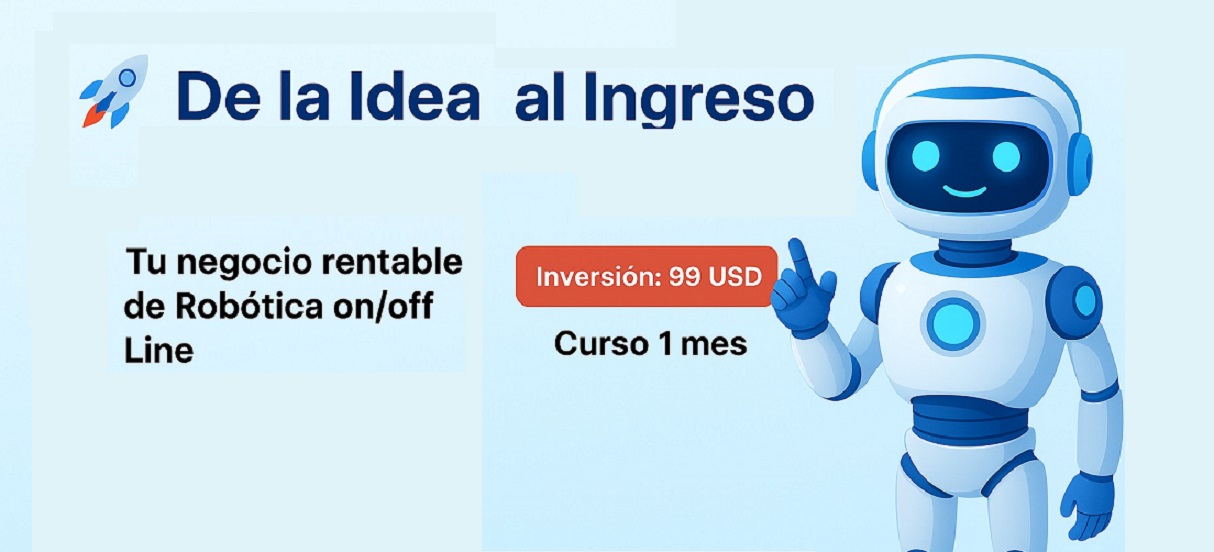 De la Idea al Ingreso
Tu negocio rentable
de Robótica on/off
Line
Inversión: 99 USD
Curso 1 mes